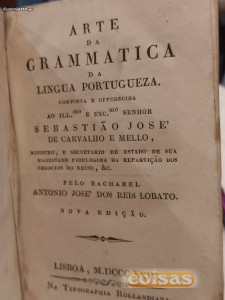 ARTE
DA
GRAMMATICA
DA
LINGUA PORTUGUEZA.
COMPOSTA E OFFERECIDA
AO ILL.MO E EXC.MO SENHOR
SEBASTIÃO JOSE'
DE CARVALHO E MELLO,
MINISTRO, E SECRETARIO DE ESTADO DE SUA
MAGESTADE FIDELISSIMA DA REPARTIÇÃO DOS
NEGOCIOS DO REINO, &c.
PELO BACHAREL
ANTONIO JOSE' DOS REIS LOBATO.
NOVA EDIÇÃO.
LISBOA,
NA TYPOGRAPHIA ROLLANDIANA
evisas